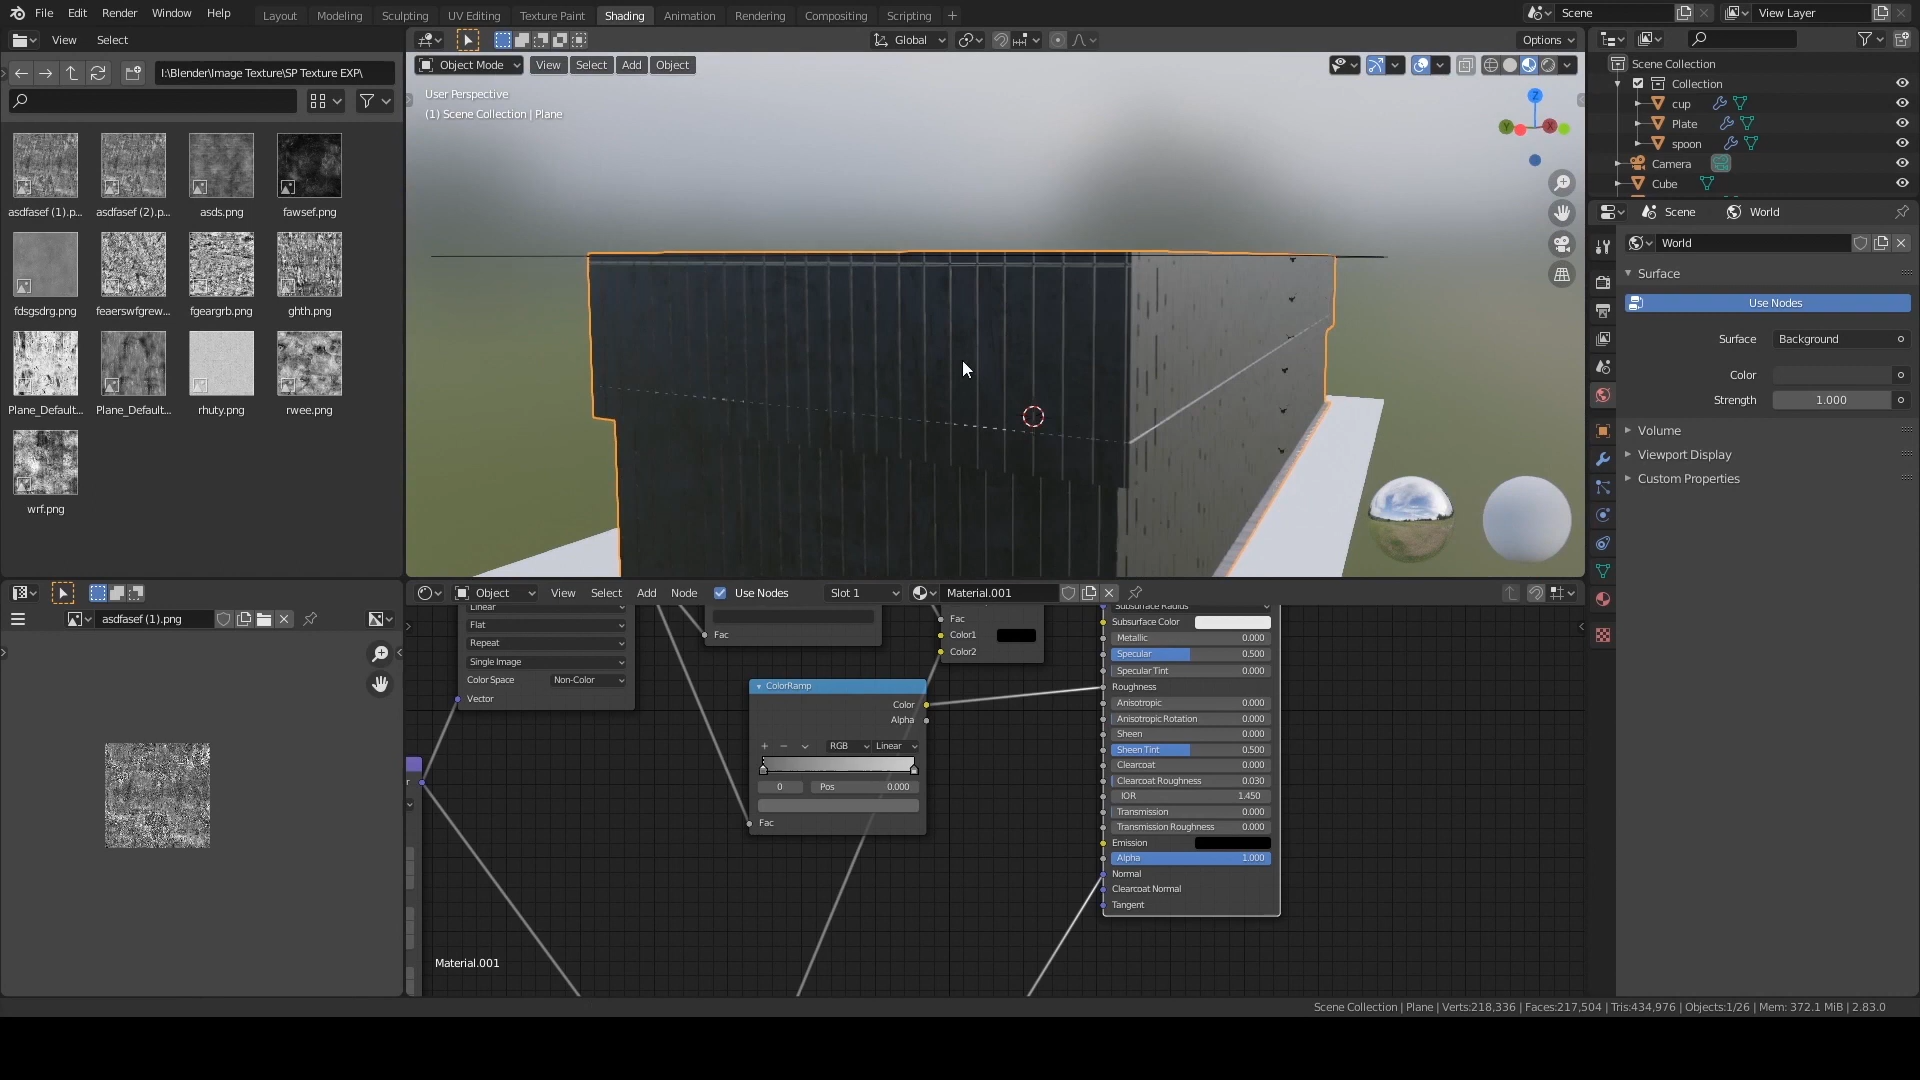 File Edit Render Window Help
Layout Modeling Sculpting UV Editing Texture Paint Shading Animation Rendering Compositing Scripting +
Scene
View Layer
View Select
Global
Options
I:\Blender\Image Texture\SP Texture EXP\
Object Mode View Select Add Object
User Perspective
(1) Scene Collection | Plane
Z
Y
X
asdfasef (1).p...
asdfasef (2).p...
asds.png
fawsef.png
fdsgsdrg.png
feaerswfgrew...
fgeargrb.png
ghth.png
Plane_Default...
Plane_Default...
rhuty.png
rwee.png
wrf.png
Scene Collection
Collection
cup
Plate
spoon
Camera
Cube
Scene World
World
Surface
Use Nodes
Surface Background
Color
Strength 1.000
Volume
Viewport Display
Custom Properties
asdfasef (1).png
Object View Select Add Node Use Nodes Slot 1 Material.001
Linear
Flat
Repeat
Single Image
Color Space Non-Color
Vector
Fac
Fac
Color1
Color2
ColorRamp
Color
Alpha
RGB Linear
0 Pos 0.000
Fac
Subsurface Radius
Subsurface Color
Metallic 0.000
Specular 0.500
Specular Tint 0.000
Roughness
Anisotropic 0.000
Anisotropic Rotation 0.000
Sheen 0.000
Sheen Tint 0.500
Clearcoat 0.000
Clearcoat Roughness 0.030
IOR 1.450
Transmission 0.000
Transmission Roughness 0.000
Emission
Alpha 1.000
Normal
Clearcoat Normal
Tangent
Material.001
Scene Collection | Plane | Verts:218,336 | Faces:217,504 | Tris:434,976 | Objects:1/26 | Mem: 372.1 MiB | 2.83.0